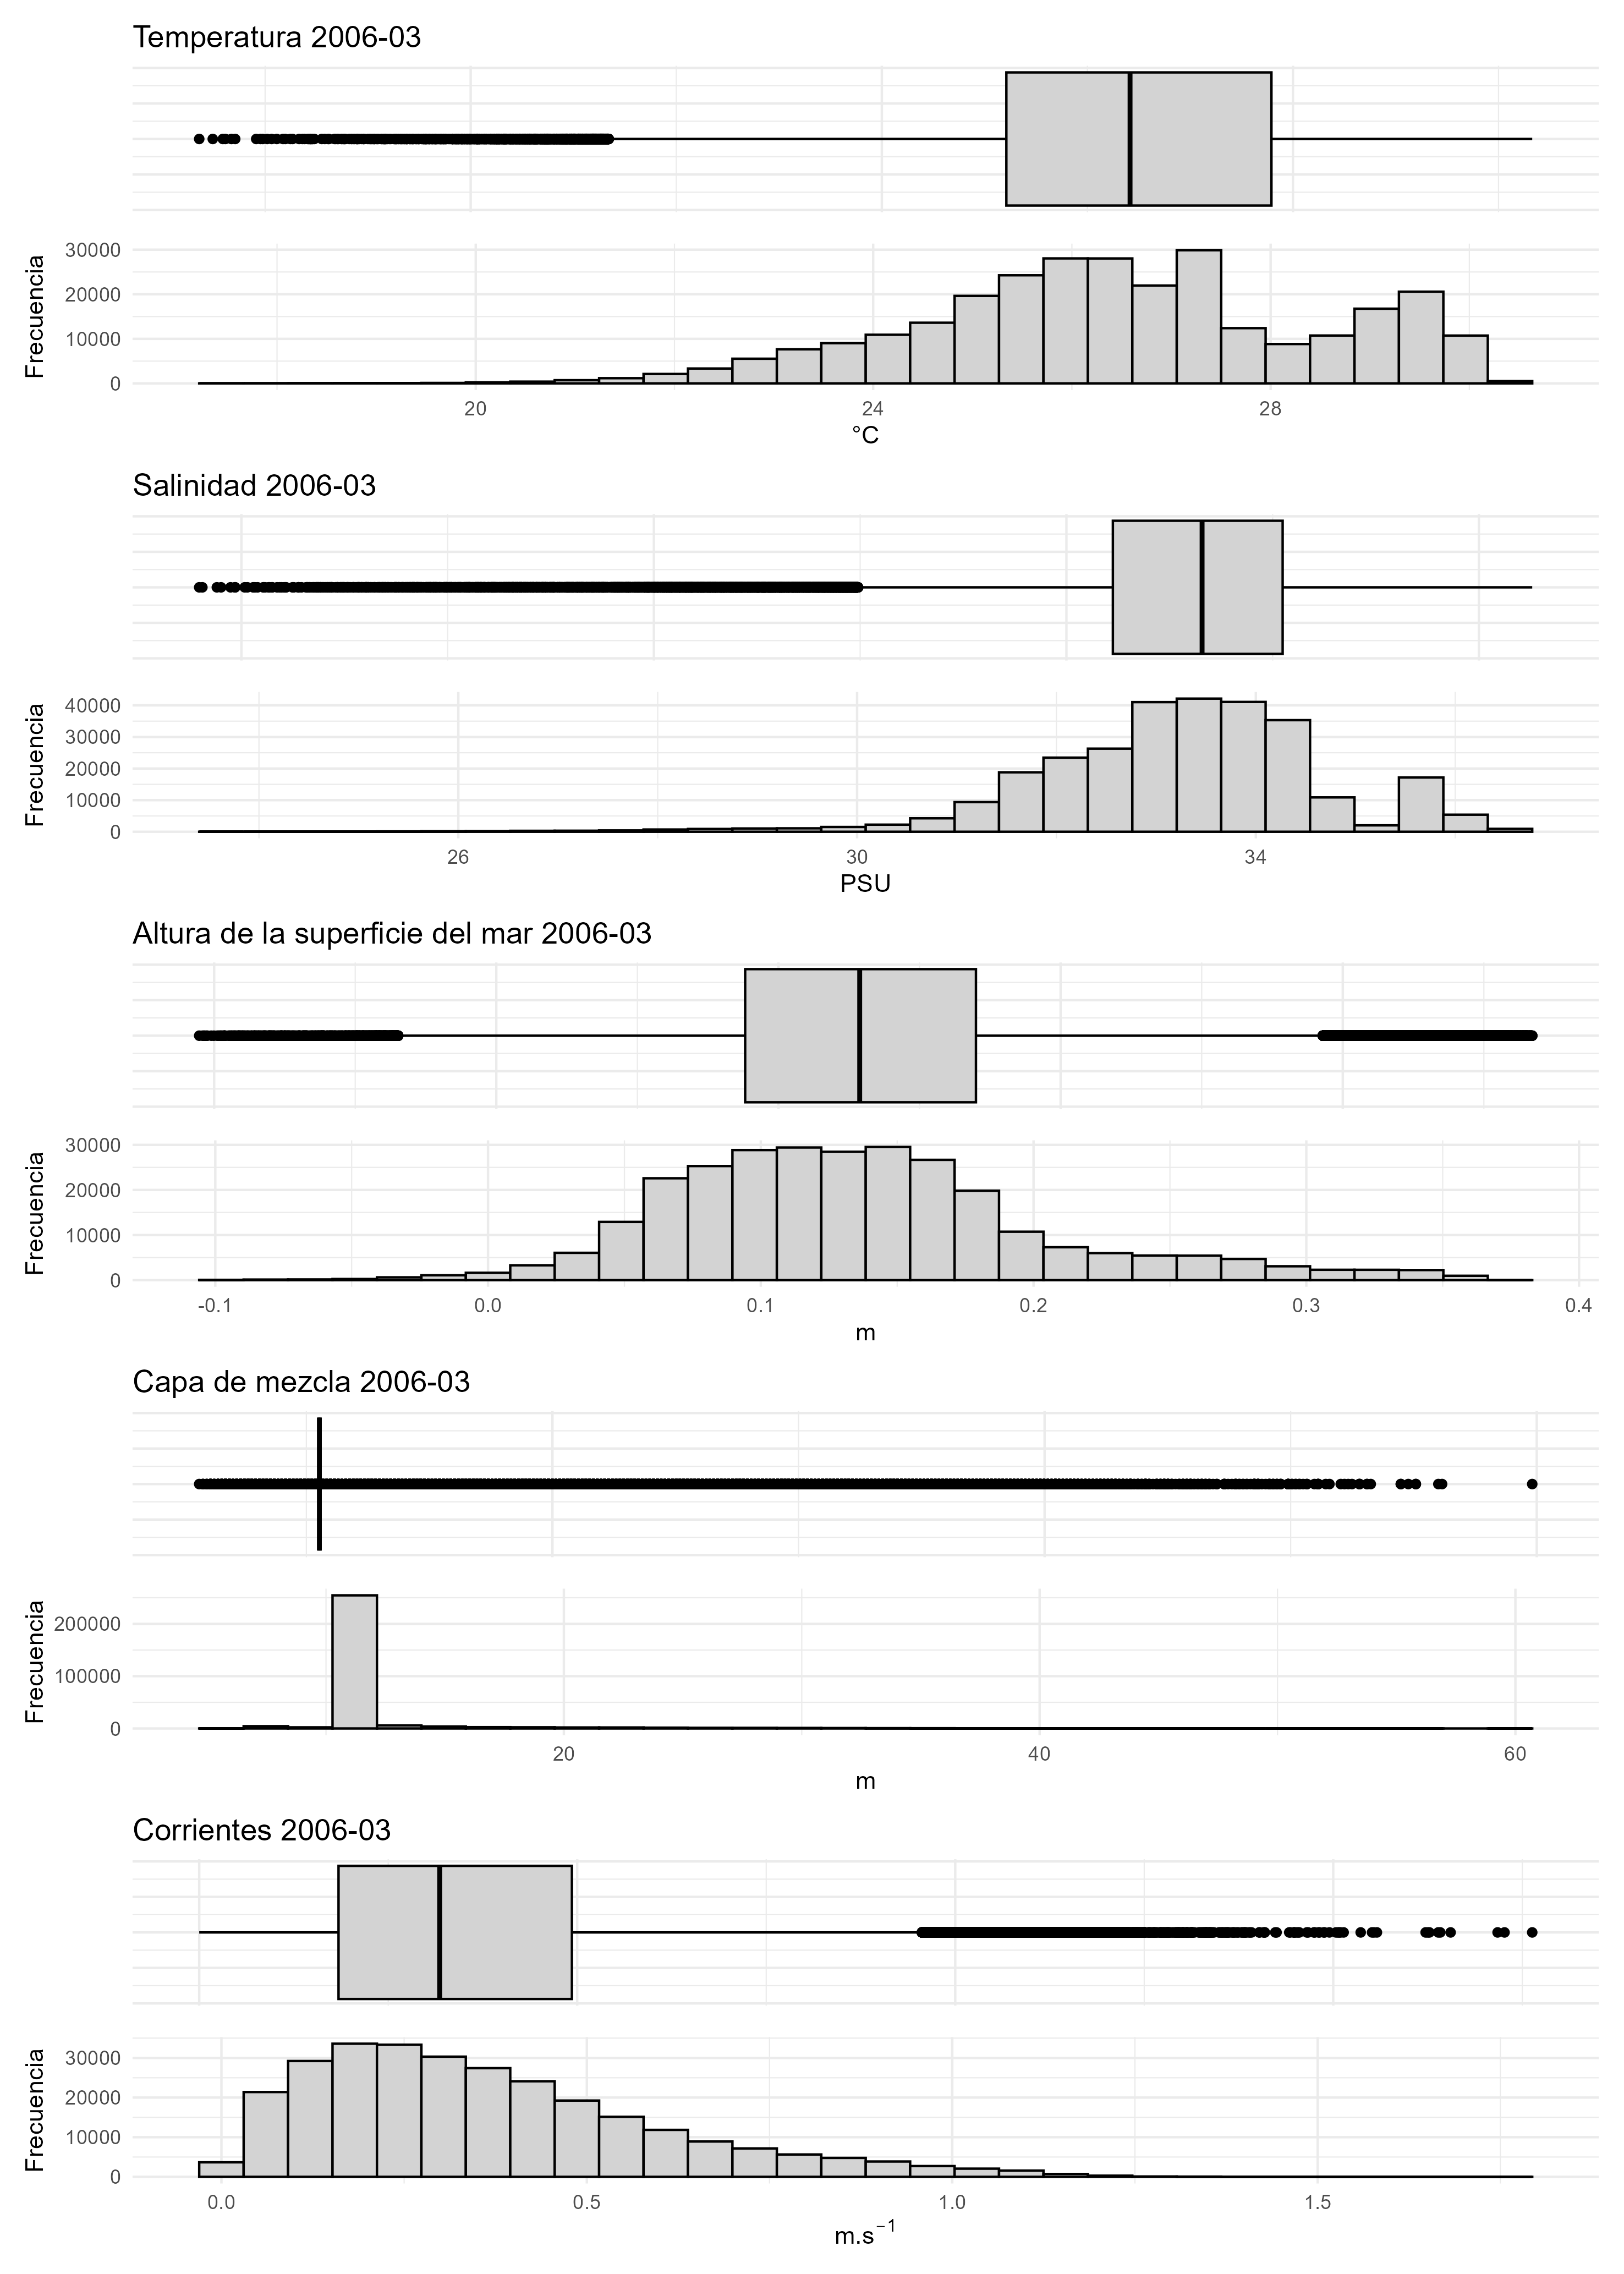 Temperatura 2006-03
Frecuencia
30000
20000
10000
0
20 24 28
°C
Salinidad 2006-03
Frecuencia
40000
30000
20000
10000
0
26 30 34
PSU
Altura de la superficie del mar 2006-03
Frecuencia
30000
20000
10000
0
-0.1 0.0 0.1 0.2 0.3 0.4
m
Capa de mezcla 2006-03
Frecuencia
200000
100000
0
20 40 60
m
Corrientes 2006-03
Frecuencia
30000
20000
10000
0
0.0 0.5 1.0 1.5
m.s⁻¹